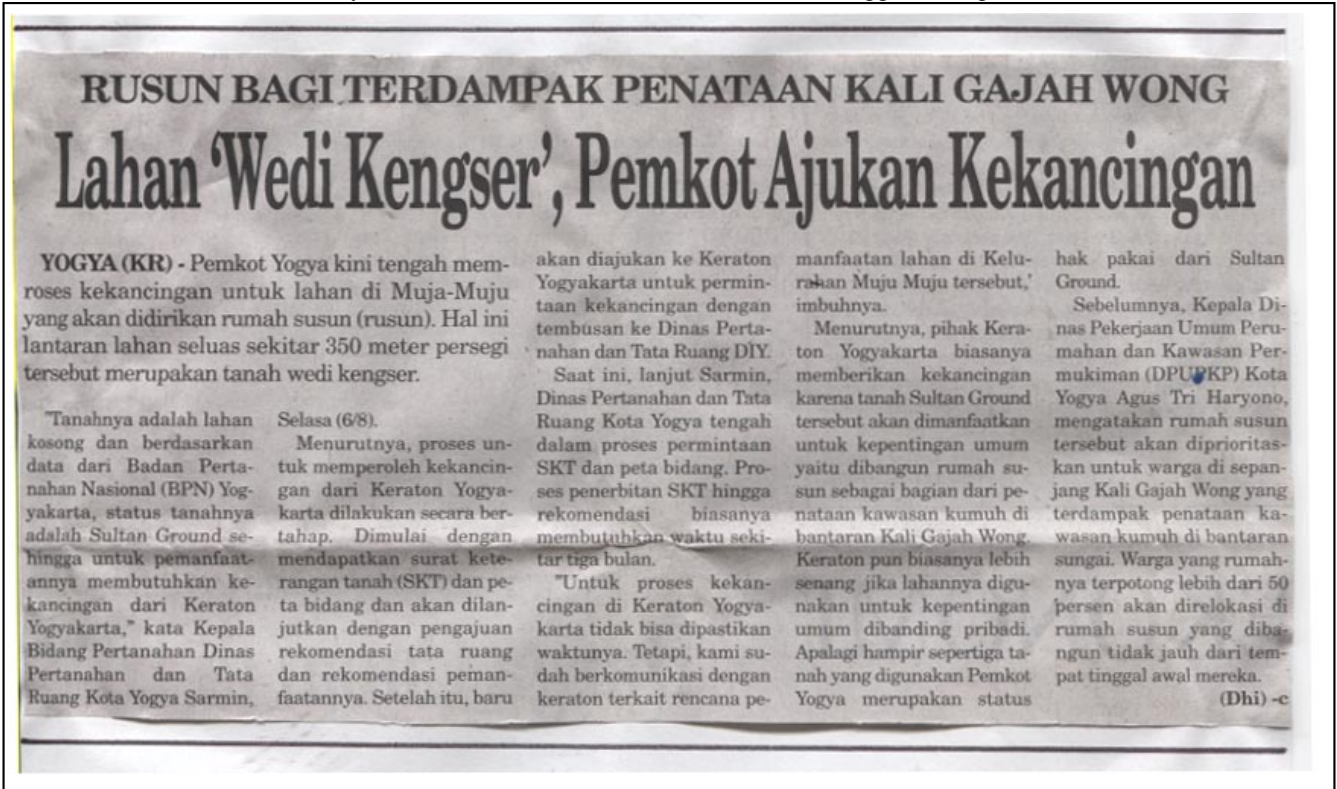 RUSUN BAGI TERDAMPAK PENATAAN KALI GAJAH WONG
Lahan 'Wedi Kengser', Pemkot Ajukan Kekancingan
YOGYA (KR) - Pemkot Yogya kini tengah mem-
roses kekancingan untuk lahan di Muja-Muju
yang akan didirikan rumah susun (rusun). Hal ini
lantaran lahan seluas sekitar 350 meter persegi
tersebut merupakan tanah wedi kengser.
"Tanahnya adalah lahan
kosong dan berdasarkan
data dari Badan Perta-
nahan Nasional (BPN) Yog-
yakarta, status tanahnya
adalah Sultan Ground se-
hingga untuk pemanfaat-
annya membutuhkan ke-
kancingan dari Keraton
Yogyakarta," kata Kepala
Bidang Pertanahan Dinas
Pertanahan dan Tata
Ruang Kota Yogya Sarmin,
Selasa (6/8).
Menurutnya, proses un-
tuk memperoleh kekancin-
gan dari Keraton Yogya-
karta dilakukan secara ber-
tahap. Dimulai dengan
mendapatkan surat kete-
rangan tanah (SKT) dan pe-
ta bidang dan akan dilan-
jutkan dengan pengajuan
rekomendasi tata ruang
dan rekomendasi peman-
faatannya. Setelah itu, baru
akan diajukan ke Keraton
Yogyakarta untuk permin-
taan kekancingan dengan
tembusan ke Dinas Perta-
nahan dan Tata Ruang DIY.
Saat ini, lanjut Sarmin,
Dinas Pertanahan dan Tata
Ruang Kota Yogya tengah
dalam proses permintaan
SKT dan peta bidang. Pro-
ses penerbitan SKT hingga
rekomendasi biasanya
membutuhkan waktu seki-
tar tiga bulan.
"Untuk proses kekan-
cingan di Keraton Yogya-
karta tidak bisa dipastikan
waktunya. Tetapi, kami su-
dah berkomunikasi dengan
keraton terkait rencana pe-
manfaatan lahan di Kelu-
rahan Muju Muju tersebut,'
imbuhnya.
Menurutnya, pihak Kera-
ton Yogyakarta biasanya
memberikan kekancingan
karena tanah Sultan Ground
tersebut akan dimanfaatkan
untuk kepentingan umum
yaitu dibangun rumah su-
sun sebagai bagian dari pe-
nataan kawasan kumuh di
bantaran Kali Gajah Wong.
Keraton pun biasanya lebih
senang jika lahannya digu-
nakan untuk kepentingan
umum dibanding pribadi.
Apalagi hampir sepertiga ta-
nah yang digunakan Pemkot
Yogya merupakan status
hak pakai dari Sultan
Ground.
Sebelumnya, Kepala Di-
nas Pekerjaan Umum Peru-
mahan dan Kawasan Per-
mukiman (DPUPKP) Kota
Yogya Agus Tri Haryono,
mengatakan rumah susun
tersebut akan diprioritas-
kan untuk warga di sepan-
jang Kali Gajah Wong yang
terdampak penataan ka-
wasan kumuh di bantaran
sungai. Warga yang rumah-
nya terpotong lebih dari 50
persen akan direlokasi di
rumah susun yang diba-
ngun tidak jauh dari tem-
pat tinggal awal mereka.
(Dhi) -c